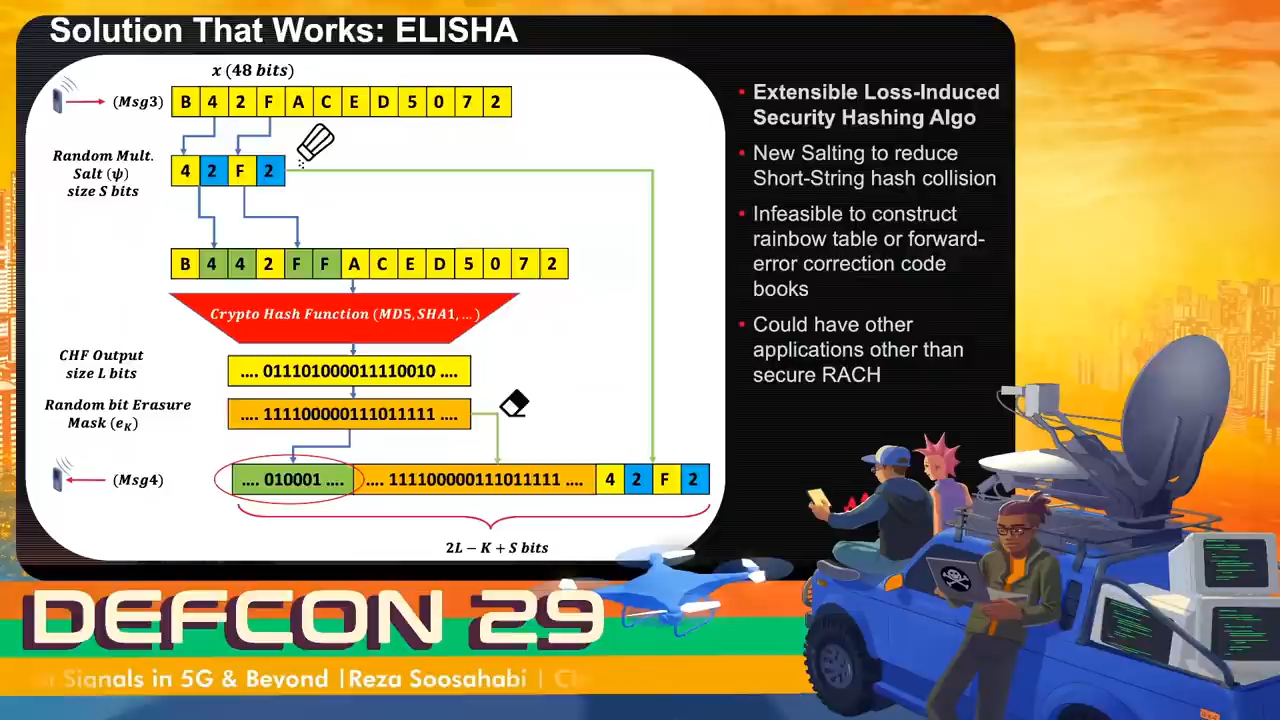 Solution That Works: ELISHA
x (48 bits)
(Msg3)
B 4 2 F A C E D 5 0 7 2
Random Mult.
Salt (ψ)
size S bits
4 2 F 2
B 4 4 2 F F A C E D 5 0 7 2
Crypto Hash Function (MD5, SHA1, ...)
CHF Output
size L bits
.... 011101000011110010 ....
Random bit Erasure
Mask (eK)
.... 1111000001110 11111 ....
(Msg4)
.... 010001 ....
.... 111100000111011111 ....
4 2 F 2
2L − K + S bits
• Extensible Loss-Induced
Security Hashing Algo
• New Salting to reduce
Short-String hash collision
• Infeasible to construct
rainbow table or forward-
error correction code
books
• Could have other
applications other than
secure RACH
DEFCON 29
Signals in 5G & Beyond | Reza Soosahabi |